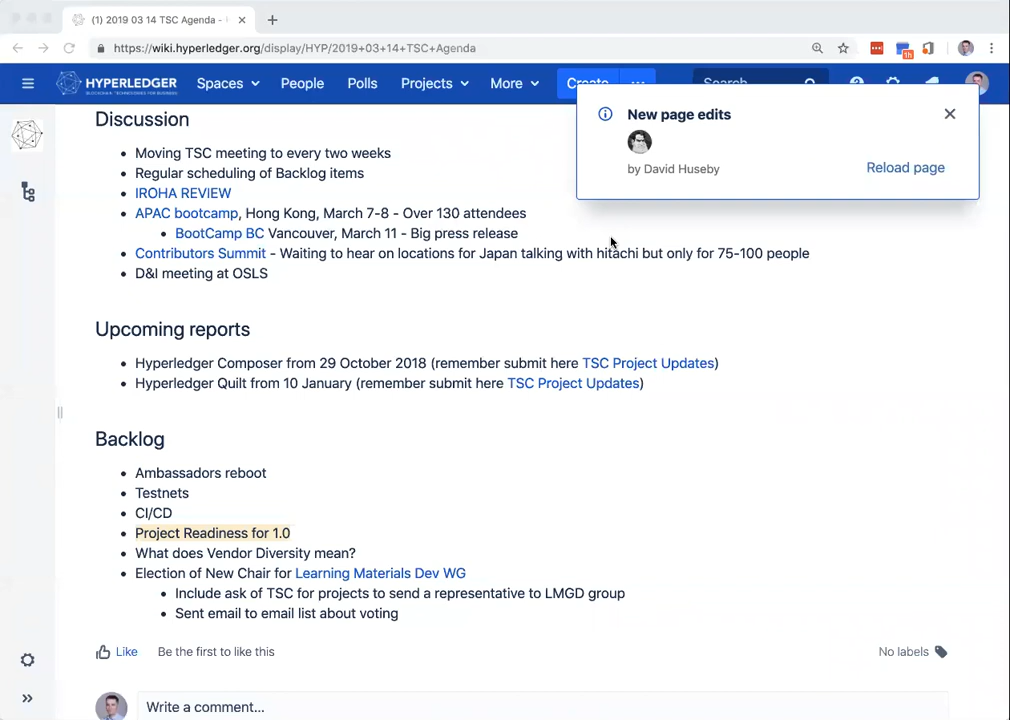 (1) 2019 03 14 TSC Agenda -
https://wiki.hyperledger.org/display/HYP/2019+03+14+TSC+Agenda
1h
HYPERLEDGER
BLOCKCHAIN TECHNOLOGIES FOR BUSINESS
Spaces
People
Polls
Projects
More
Create
Search
New page edits
by David Huseby
Reload page
Discussion
• Moving TSC meeting to every two weeks
• Regular scheduling of Backlog items
• IROHA REVIEW
• APAC bootcamp, Hong Kong, March 7-8 - Over 130 attendees
• BootCamp BC Vancouver, March 11 - Big press release
• Contributors Summit - Waiting to hear on locations for Japan talking with hitachi but only for 75-100 people
• D&I meeting at OSLS
Upcoming reports
• Hyperledger Composer from 29 October 2018 (remember submit here TSC Project Updates)
• Hyperledger Quilt from 10 January (remember submit here TSC Project Updates)
Backlog
• Ambassadors reboot
• Testnets
• CI/CD
• Project Readiness for 1.0
• What does Vendor Diversity mean?
• Election of New Chair for Learning Materials Dev WG
• Include ask of TSC for projects to send a representative to LMGD group
• Sent email to email list about voting
Like
Be the first to like this
No labels
Write a comment...